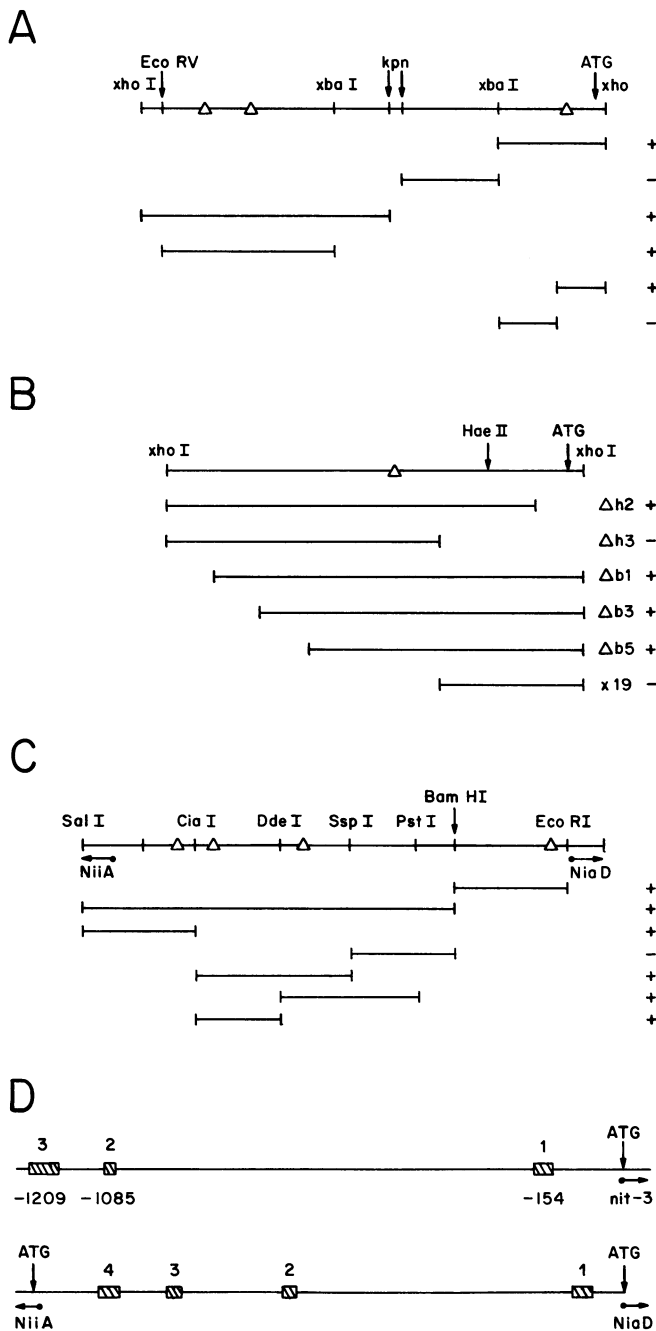 A
Eco RV kpn ATG
xho I xba I xba I xho
+
−
+
+
+
−
B
Hae II ATG
xho I xho I
Δh2 +
Δh3 −
Δb1 +
Δb3 +
Δb5 +
x 19 −
C
Bam HI
Sal I Cia I Dde I Ssp I Pst I Eco RI
NiiA NiaD
+
+
+
−
+
+
+
D
ATG
3 2 1
-1209 -1085 -154 nit-3
ATG ATG
4 3 2 1
NiiA NiaD